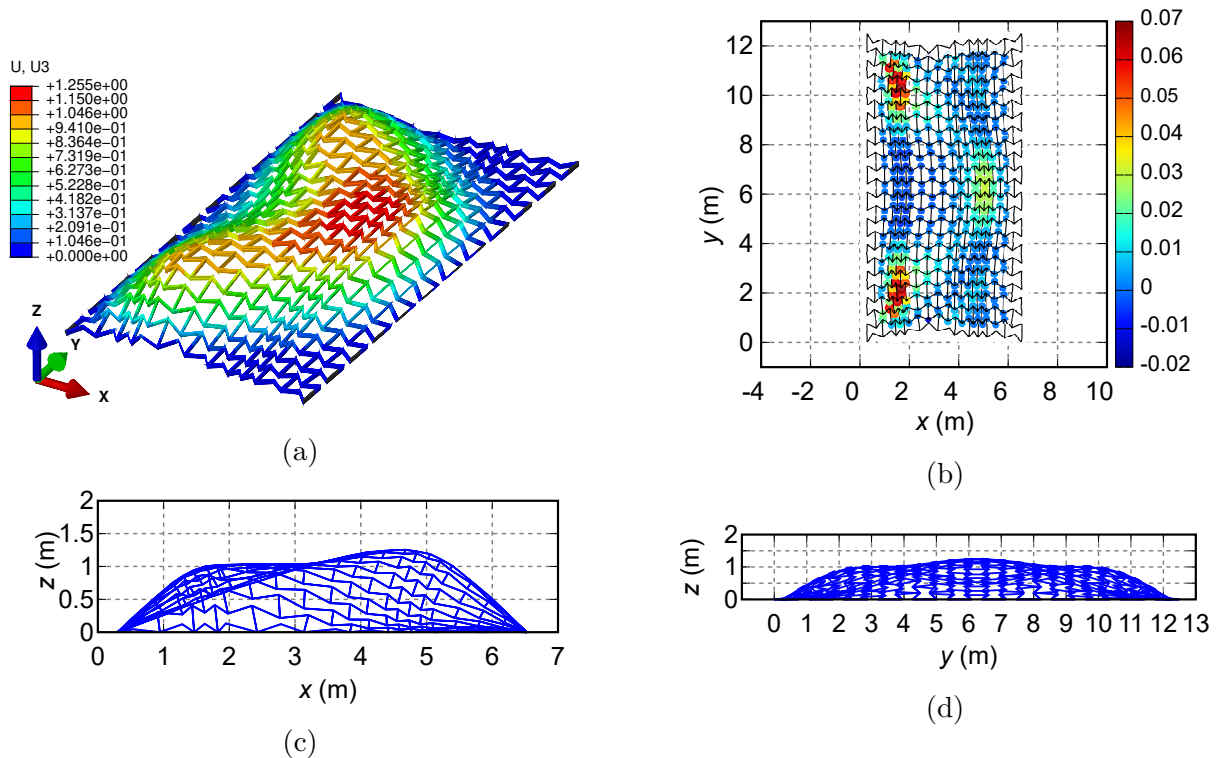 U, U3
+1.255e+00
+1.150e+00
+1.046e+00
+9.410e−01
+8.364e−01
+7.319e−01
+6.273e−01
+5.228e−01
+4.182e−01
+3.137e−01
+2.091e−01
+1.046e−01
+0.000e+00
Z
Y
X
(a)
12
10
8
6
4
2
0
y (m)
-4 -2 0 2 4 6 8 10
x (m)
0.07
0.06
0.05
0.04
0.03
0.02
0.01
0
-0.01
-0.02
(b)
2
1.5
1
0.5
0
z (m)
0 1 2 3 4 5 6 7
x (m)
(c)
2
1
0
z (m)
0 1 2 3 4 5 6 7 8 9 10 11 12 13
y (m)
(d)